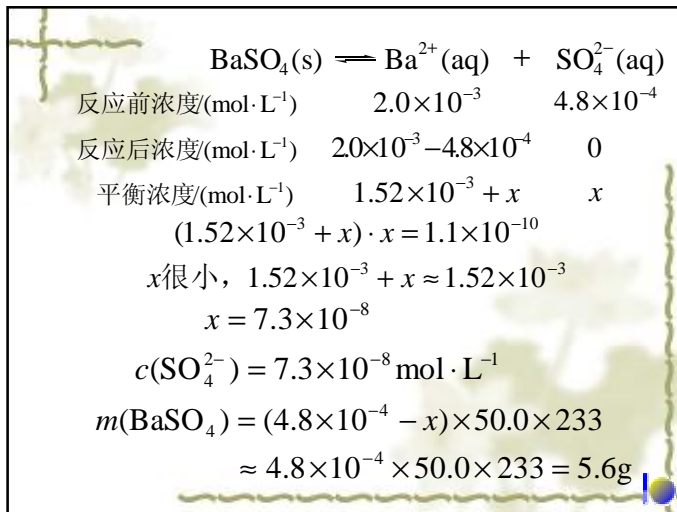 BaSO₄(s) ⇌ Ba²⁺(aq) + SO₄²⁻(aq)
反应前浓度/(mol·L⁻¹) 2.0×10⁻³ 4.8×10⁻⁴
反应后浓度/(mol·L⁻¹) 2.0×10⁻³−4.8×10⁻⁴ 0
平衡浓度/(mol·L⁻¹) 1.52×10⁻³ + x x
(1.52×10⁻³ + x)·x = 1.1×10⁻¹⁰
x很小，1.52×10⁻³ + x ≈ 1.52×10⁻³
x = 7.3×10⁻⁸
c(SO₄²⁻) = 7.3×10⁻⁸ mol·L⁻¹
m(BaSO₄) = (4.8×10⁻⁴ − x)×50.0×233
≈ 4.8×10⁻⁴ ×50.0×233 = 5.6g